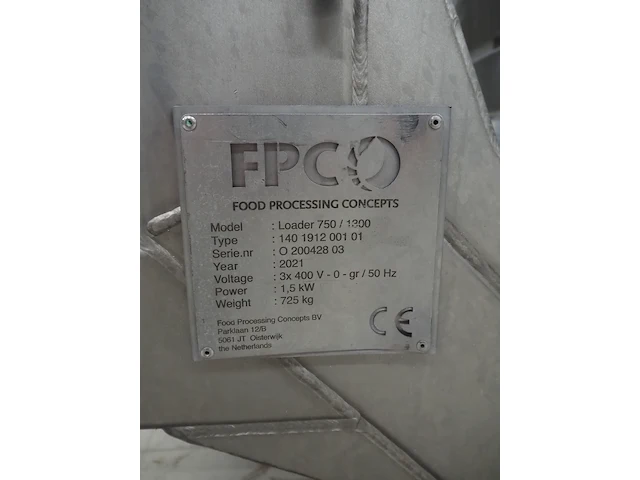 FPC
FOOD PROCESSING CONCEPTS
Model : Loader 750 / 1300
Type : 140 1912 001 01
Serie.nr : O 200428 03
Year : 2021
Voltage : 3x 400 V - 0 - gr / 50 Hz
Power : 1,5 kW
Weight : 725 kg
Food Processing Concepts BV
Parklaan 12/B
5061 JT Oisterwijk
the Netherlands
CE